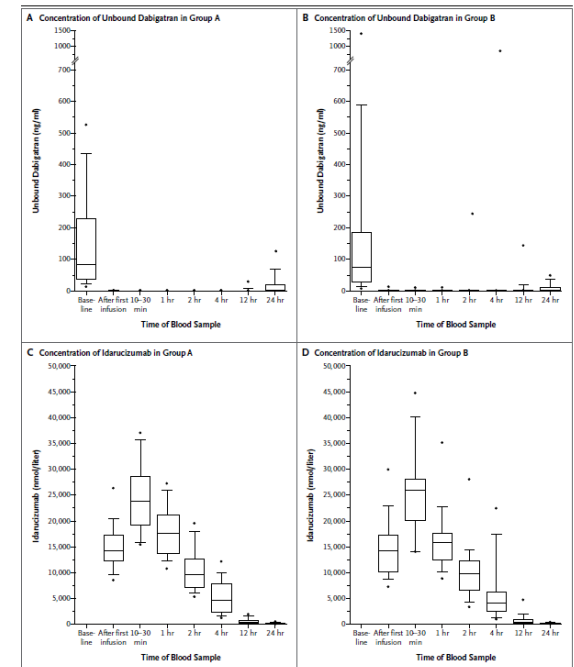 A Concentration of Unbound Dabigatran in Group A
1500
1000
700
600
500
400
300
200
100
0
Unbound Dabigatran (ng/ml)
Base-
line
After first
infusion
10–30
min
1 hr
2 hr
4 hr
12 hr
24 hr
Time of Blood Sample
B Concentration of Unbound Dabigatran in Group B
1500
1000
700
600
500
400
300
200
100
0
Unbound Dabigatran (ng/ml)
Base-
line
After first
infusion
10–30
min
1 hr
2 hr
4 hr
12 hr
24 hr
Time of Blood Sample
C Concentration of Idarucizumab in Group A
50,000
45,000
40,000
35,000
30,000
25,000
20,000
15,000
10,000
5,000
0
Idarucizumab (nmol/liter)
Base-
line
After first
infusion
10–30
min
1 hr
2 hr
4 hr
12 hr
24 hr
Time of Blood Sample
D Concentration of Idarucizumab in Group B
50,000
45,000
40,000
35,000
30,000
25,000
20,000
15,000
10,000
5,000
0
Idarucizumab (nmol/liter)
Base-
line
After first
infusion
10–30
min
1 hr
2 hr
4 hr
12 hr
24 hr
Time of Blood Sample